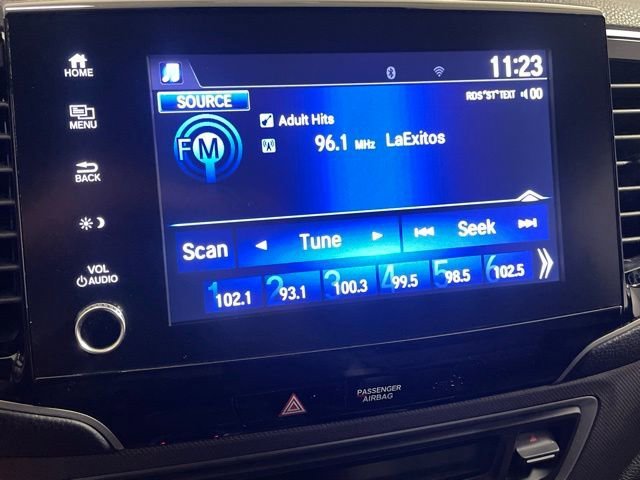 HOME
MENU
BACK
VOL
AUDIO
11:23
SOURCE
RDS "ST" TEXT 00
Adult Hits
FM
96.1 MHz LaExitos
Scan Tune Seek
1 102.1 2 93.1 3 100.3 4 99.5 5 98.5 6 102.5
PASSENGER
AIRBAG